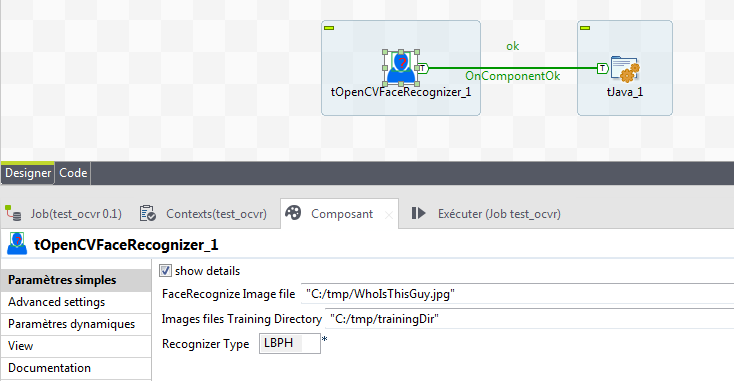 ok
OnComponentOk
tOpenCVFaceRecognizer_1
tJava_1
Designer Code
Job(test_ocvr 0.1) Contexts(test_ocvr) Composant Exécuter (Job test_ocvr)
tOpenCVFaceRecognizer_1
Paramètres simples
Advanced settings
Paramètres dynamiques
View
Documentation
show details
FaceRecognize Image file "C:/tmp/WhoIsThisGuy.jpg"
Images files Training Directory "C:/tmp/trainingDir"
Recognizer Type LBPH *